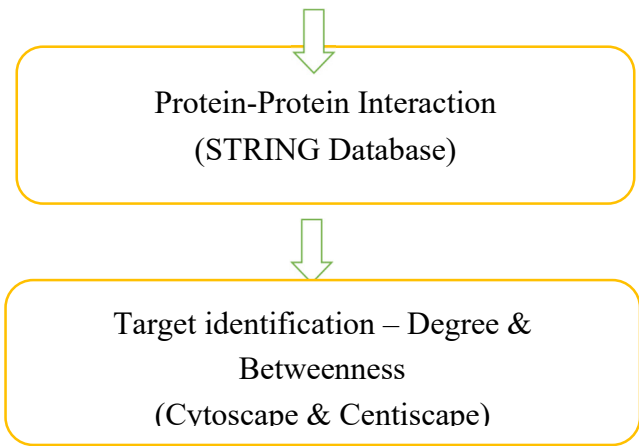 Protein-Protein Interaction
(STRING Database)
Target identification – Degree &
Betweenness
(Cytoscape & Centiscape)